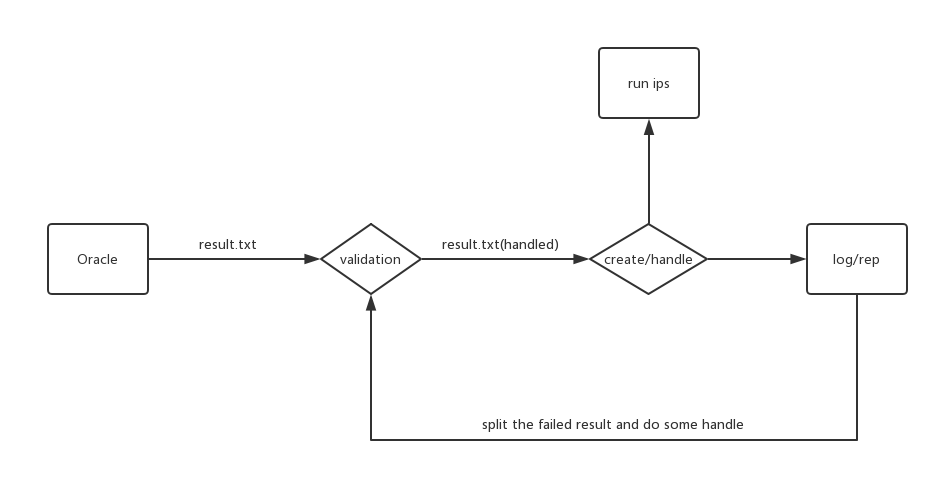 run ips
result.txt
result.txt(handled)
Oracle
validation
create/handle
log/rep
split the failed result and do some handle